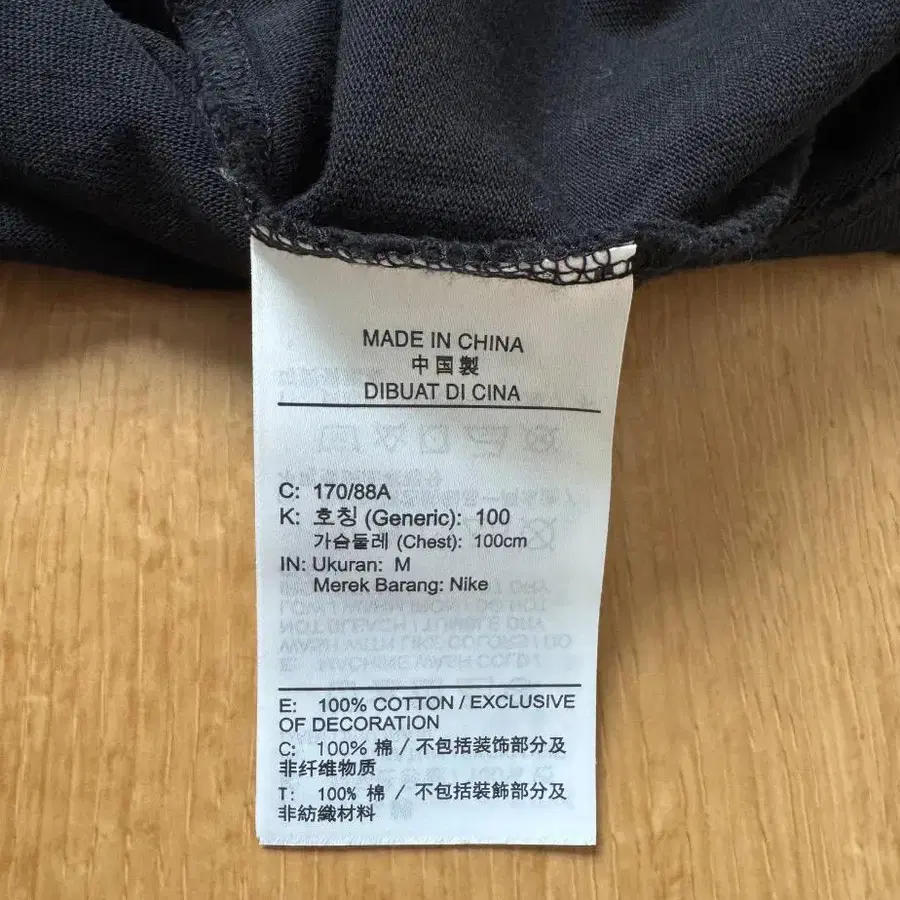 MADE IN CHINA
中国製
DIBUAT DI CINA
C: 170/88A
K: 호칭 (Generic): 100
가슴둘레 (Chest): 100cm
IN: Ukuran: M
Merek Barang: Nike
E: 100% COTTON / EXCLUSIVE
OF DECORATION
C: 100% 棉 / 不包括装饰部分及
非纤维物质
T: 100% 棉 / 不包括裝飾部分及
非紡織材料